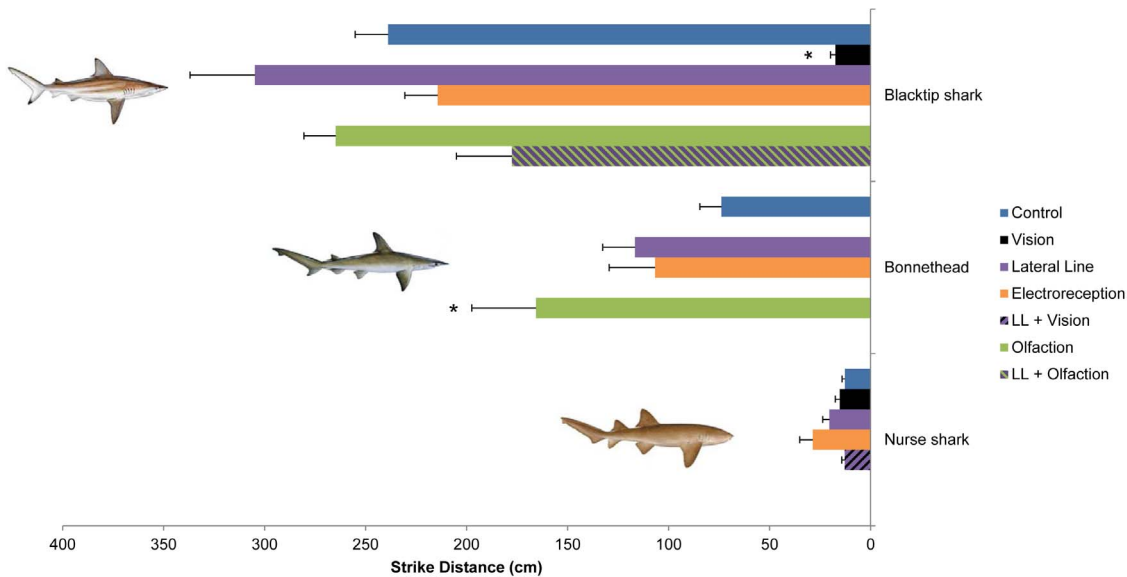 *
Blacktip shark
Bonnethead
*
Nurse shark
Control
Vision
Lateral Line
Electroreception
LL + Vision
Olfaction
LL + Olfaction
400 350 300 250 200 150 100 50 0
Strike Distance (cm)